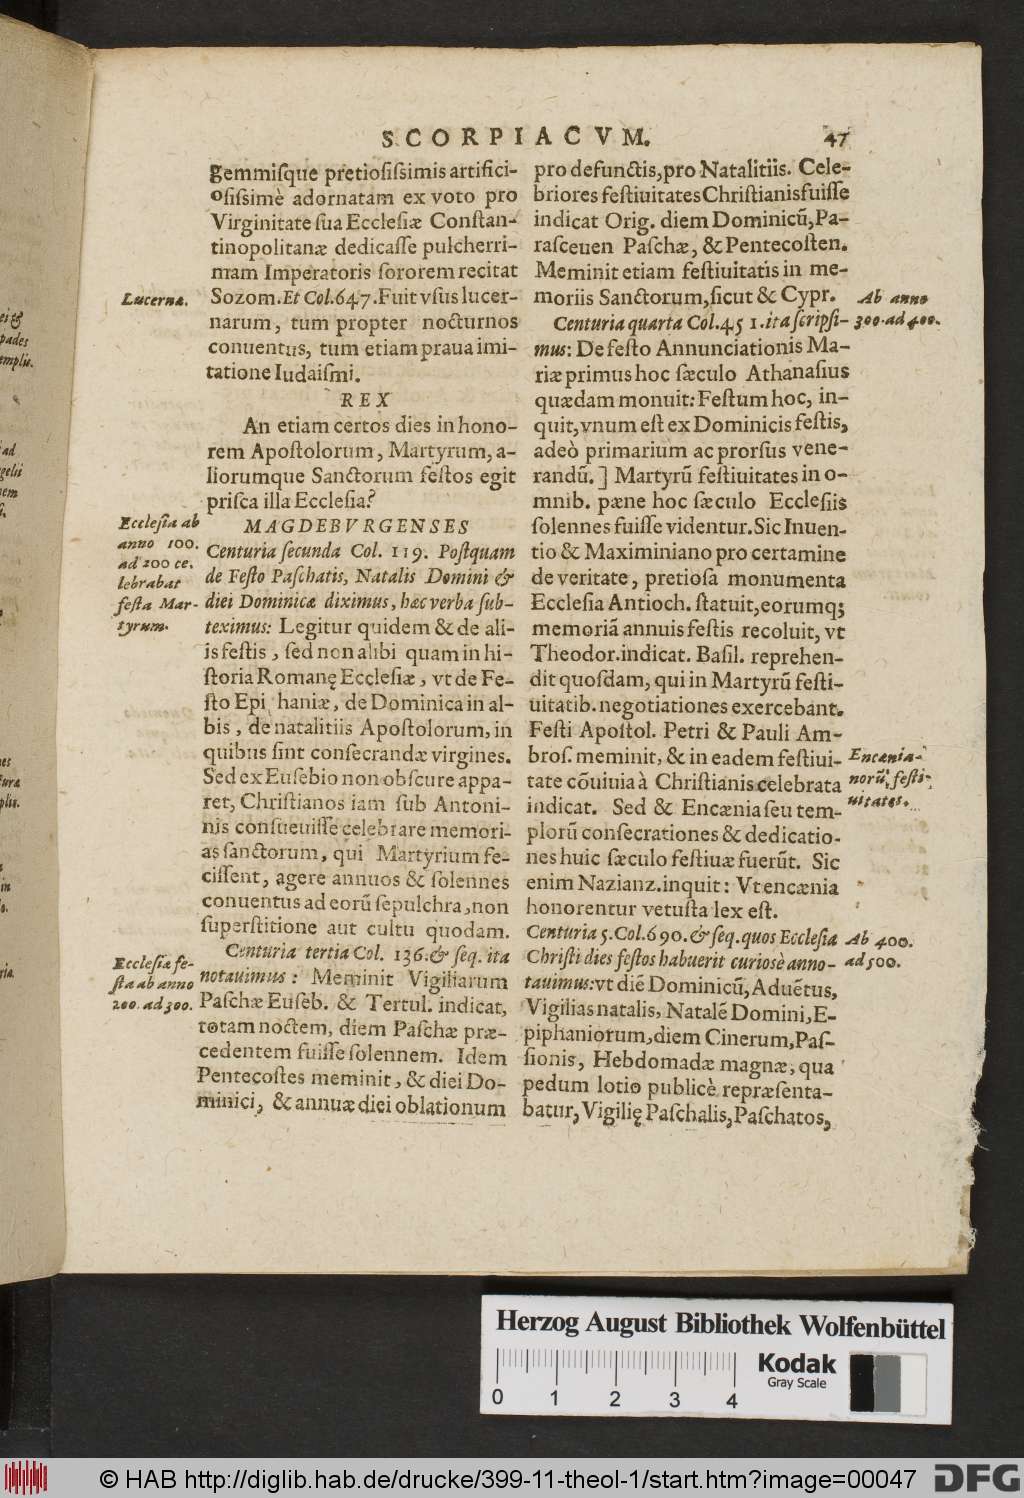 SCORPIACVM. 47
gemmiſque pretioſiſsimis artifici-
oſiſsimè adornatam ex voto pro
Virginitate ſua Eccleſiæ Conſtan-
tinopolitanæ dedicaſſe pulcherri-
mam Imperatoris ſororem recitat
Lucernæ.
Sozom. Et Col. 647. Fuit vſus lucer-
narum, tum propter nocturnos
conuentus, tum etiam praua imi-
tatione Iudaiſmi.
REX
An etiam certos dies in hono-
rem Apoſtolorum, Martyrum, a-
liorumque Sanctorum feſtos egit
priſca illa Eccleſia?
MAGDEBVRGENSES
Eccleſia ab
anno 100.
ad 200 ce-
lebrabat
feſta Mar-
tyrum.
Centuria ſecunda Col. 119. Poſtquam
de Feſto Paſchatis, Natalis Domini &
diei Dominicæ diximus, hæc verba ſub-
teximus: Legitur quidem & de ali-
is feſtis, ſed non alibi quam in hi-
ſtoria Romanę Eccleſiæ, vt de Fe-
ſto Epi haniæ, de Dominica in al-
bis, de natalitiis Apoſtolorum, in
quibus ſint conſecrandæ virgines.
Sed ex Euſebio non obſcure appa-
ret, Chriſtianos iam ſub Antoni-
nis conſueuiſſe celebrare memori-
as ſanctorum, qui Martyrium fe-
ciſſent, agere annuos & ſolennes
conuentus ad eorũ ſepulchra, non
ſuperſtitione aut cultu quodam.
Eccleſiæ fe-
ſta ab anno
200. ad 300.
Centuria tertia Col. 136. & ſeq. ita
notauimus: Meminit Vigiliarum
Paſchæ Euſeb. & Tertul. indicat,
totam noctem, diem Paſchæ præ-
cedentem fuiſſe ſolennem. Idem
Pentecoſtes meminit, & diei Do-
minici, & annuæ diei oblationum
pro defunctis, pro Natalitiis. Cele-
briores feſtiuitates Chriſtianis fuiſſe
indicat Orig. diem Dominicũ, Pa-
raſceuen Paſchæ, & Pentecoſten.
Meminit etiam feſtiuitatis in me-
moriis Sanctorum, ſicut & Cypr.
Ab anno
300. ad 400.
Centuria quarta Col. 451. ita ſcripſi-
mus: De feſto Annunciationis Ma-
riæ primus hoc ſæculo Athanaſius
quædam monuit: Feſtum hoc, in-
quit, vnum eſt ex Dominicis feſtis,
adeò primarium ac prorſus vene-
randũ. ] Martyrũ feſtiuitates in o-
mnib. pæne hoc ſæculo Eccleſiis
ſolennes fuiſſe videntur. Sic Inuen-
tio & Maximiniano pro certamine
de veritate, pretioſa monumenta
Eccleſia Antioch. ſtatuit, eorumq;
memoriã annuis feſtis recoluit, vt
Theodor. indicat. Baſil. reprehen-
dit quoſdam, qui in Martyrũ feſti-
uitatib. negotiationes exercebant.
Feſti Apoſtol. Petri & Pauli Am-
broſ. meminit, & in eadem feſtiui-
tate cõuiuia à Chriſtianis celebrata
indicat. Sed & Encænia ſeu tem-
plorũ conſecrationes & dedicatio-
nes huic ſæculo feſtiuæ fuerũt. Sic
enim Nazianz. inquit: Vt encænia
honorentur vetuſta lex eſt.
Encænia-
norũ feſti-
uitates.
Centuria 5. Col. 690. & ſeq. quos Eccleſia
Chriſti dies feſtos habuerit curioſè anno-
tauimus: vt diẽ Dominicũ, Aduẽtus,
Vigilias natalis, Natalẽ Domini, E-
piphaniorum, diem Cinerum, Paſ-
ſionis, Hebdomadæ magnæ, qua
pedum lotio publicè repræſenta-
batur, Vigilię Paſchalis, Paſchatos,
Ab 400.
ad 500.
ei &
pades
emplis.
ad
gelii
nem
plis.
in
Herzog August Bibliothek Wolfenbüttel
0 1 2 3 4
Kodak
Gray Scale
© HAB http://diglib.hab.de/drucke/399-11-theol-1/start.htm?image=00047
DFG